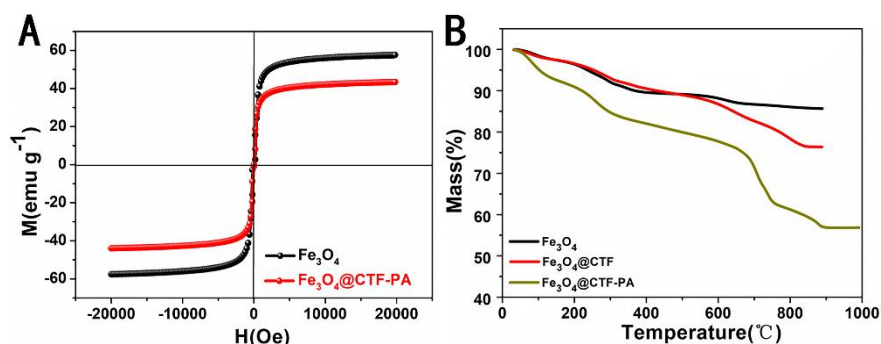 A
M(emu g⁻¹)
60
40
20
0
-20
-40
-60
Fe₃O₄
Fe₃O₄@CTF-PA
-20000 -10000 0 10000 20000
H(Oe)
B
Mass(%)
100
90
80
70
60
50
40
Fe₃O₄
Fe₃O₄@CTF
Fe₃O₄@CTF-PA
0 200 400 600 800 1000
Temperature(℃)